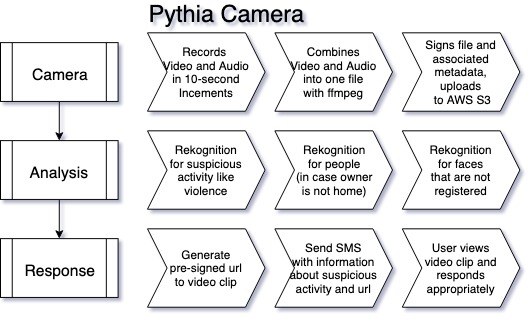 Pythia Camera
Camera
Records
Video and Audio
in 10-second
Incements
Combines
Video and Audio
into one file
with ffmpeg
Signs file and
associated
metadata,
uploads
to AWS S3
Analysis
Rekognition
for suspicious
activity like
violence
Rekognition
for people
(in case owner
is not home)
Rekognition
for faces
that are not
registered
Response
Generate
pre-signed url
to video clip
Send SMS
with information
about suspicious
activity and url
User views
video clip and
responds
appropriately